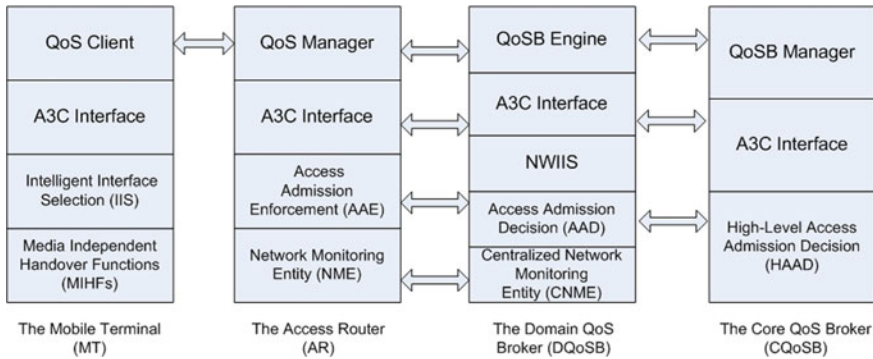 QoS Client
A3C Interface
Intelligent Interface
Selection (IIS)
Media Independent
Handover Functions
(MIHFs)
The Mobile Terminal
(MT)
QoS Manager
A3C Interface
Access
Admission
Enforcement (AAE)
Network Monitoring
Entity (NME)
The Access Router
(AR)
QoSB Engine
A3C Interface
NWIIS
Access Admission
Decision (AAD)
Centralized Network
Monitoring
Entity (CNME)
The Domain QoS
Broker (DQoSB)
QoSB Manager
A3C Interface
High-Level Access
Admission Decision
(HAAD)
The Core QoS Broker
(CQoSB)